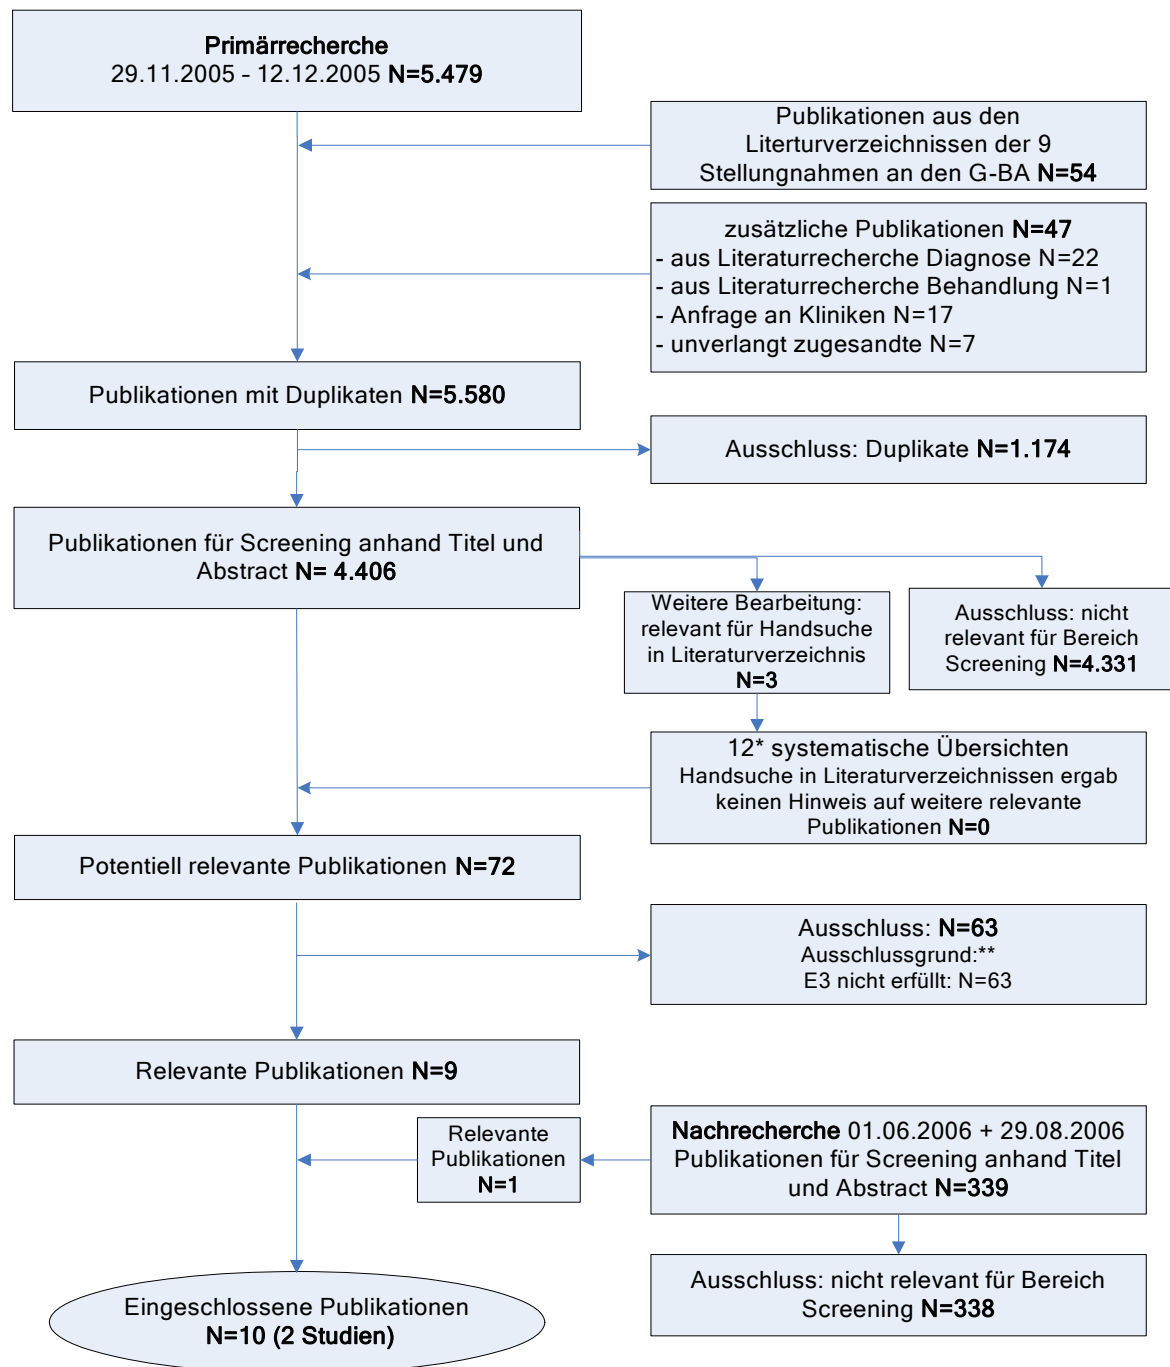 Primärrecherche
29.11.2005 - 12.12.2005 N=5.479
Publikationen aus den
Literturverzeichnissen der 9
Stellungnahmen an den G-BA N=54
zusätzliche Publikationen N=47
- aus Literaturrecherche Diagnose N=22
- aus Literaturrecherche Behandlung N=1
- Anfrage an Kliniken N=17
- unverlangt zugesandte N=7
Publikationen mit Duplikaten N=5.580
Ausschluss: Duplikate N=1.174
Publikationen für Screening anhand Titel und
Abstract N= 4.406
Weitere Bearbeitung:
relevant für Handsuche
in Literaturverzeichnis
N=3
Ausschluss: nicht
relevant für Bereich
Screening N=4.331
12* systematische Übersichten
Handsuche in Literaturverzeichnissen ergab
keinen Hinweis auf weitere relevante
Publikationen N=0
Potentiell relevante Publikationen N=72
Ausschluss: N=63
Ausschlussgrund:**
E3 nicht erfüllt: N=63
Relevante Publikationen N=9
Relevante
Publikationen
N=1
Nachrecherche 01.06.2006 + 29.08.2006
Publikationen für Screening anhand Titel
und Abstract N=339
Ausschluss: nicht relevant für Bereich
Screening N=338
Eingeschlossene Publikationen
N=10 (2 Studien)